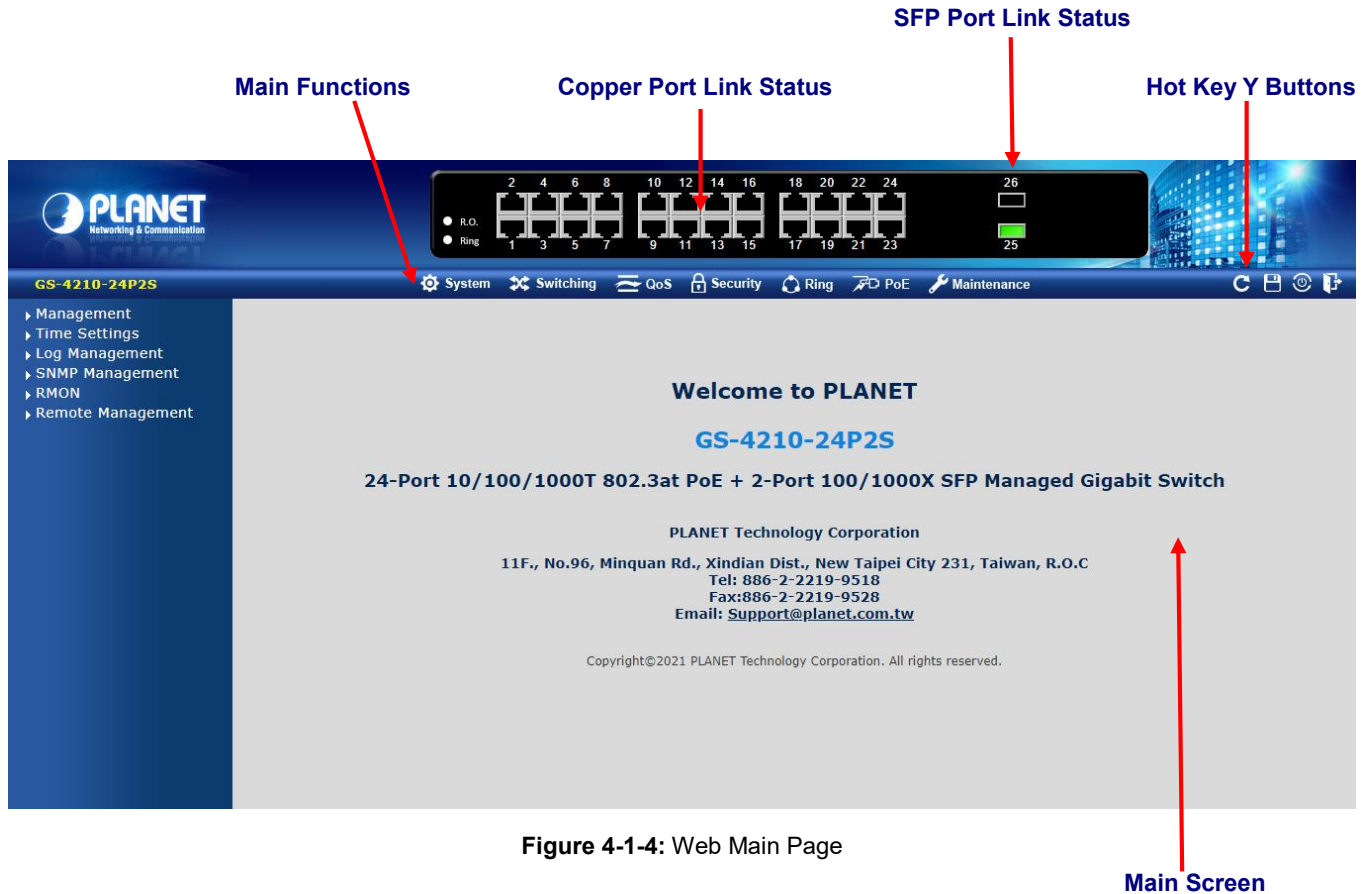 SFP Port Link Status
Main Functions
Copper Port Link Status
Hot Key Y Buttons
PLANET
Networking & Communication
2 4 6 8 10 12 14 16 18 20 22 24 26
R.O.
Ring
1 3 5 7 9 11 13 15 17 19 21 23 25
GS-4210-24P2S
System Switching QoS Security Ring PoE Maintenance
Management
Time Settings
Log Management
SNMP Management
RMON
Remote Management
Welcome to PLANET
GS-4210-24P2S
24-Port 10/100/1000T 802.3at PoE + 2-Port 100/1000X SFP Managed Gigabit Switch
PLANET Technology Corporation
11F., No.96, Minquan Rd., Xindian Dist., New Taipei City 231, Taiwan, R.O.C
Tel: 886-2-2219-9518
Fax:886-2-2219-9528
Email: Support@planet.com.tw
Copyright©2021 PLANET Technology Corporation. All rights reserved.
Figure 4-1-4: Web Main Page
Main Screen